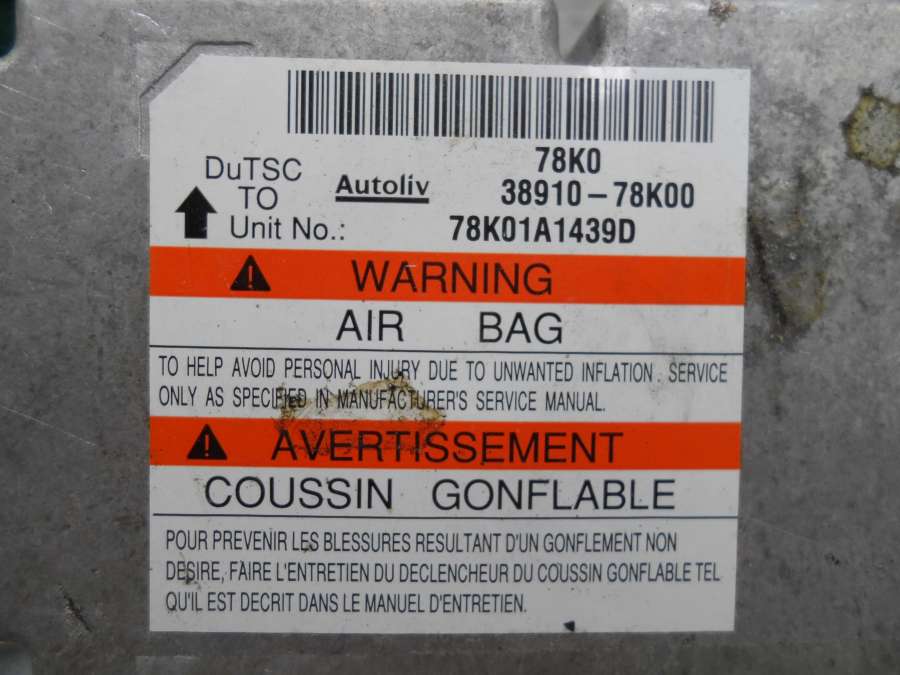 78K0
DuTSC Autoliv 38910-78K00
TO
Unit No.: 78K01A1439D
WARNING
AIR BAG
TO HELP AVOID PERSONAL INJURY DUE TO UNWANTED INFLATION . SERVICE
ONLY AS SPECIFIED IN MANUFACTURER'S SERVICE MANUAL.
AVERTISSEMENT
COUSSIN GONFLABLE
POUR PREVENIR LES BLESSURES RESULTANT D'UN GONFLEMENT NON
DESIRE, FAIRE L'ENTRETIEN DU DECLENCHEUR DU COUSSIN GONFLABLE TEL
QU'IL EST DECRIT DANS LE MANUEL D'ENTRETIEN.